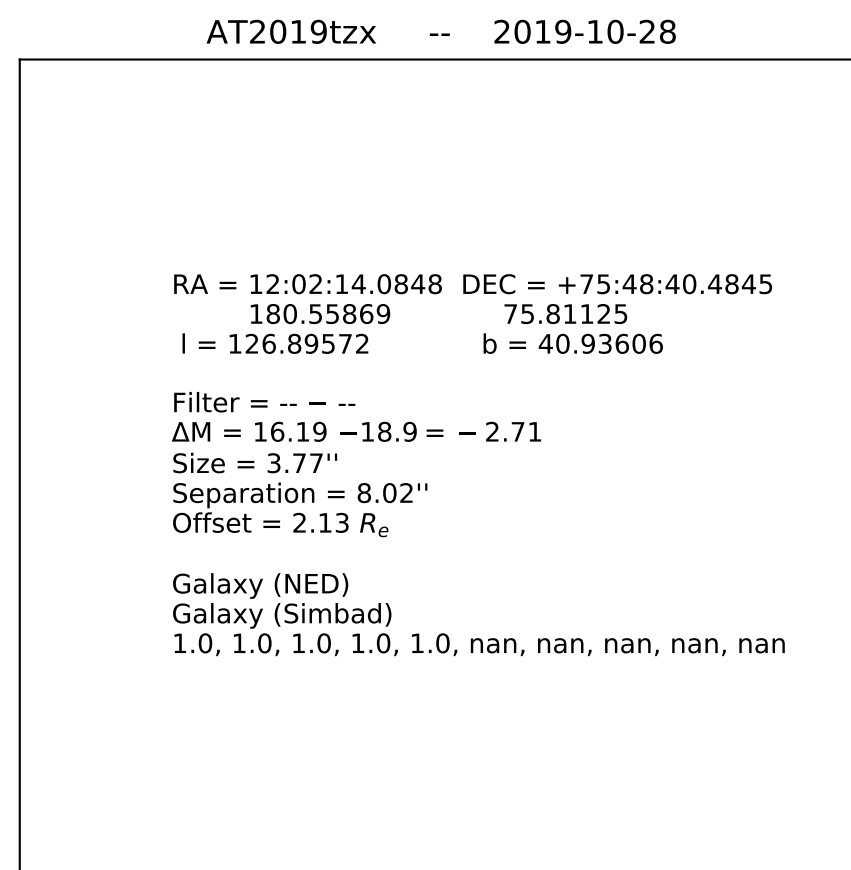 AT2019tzx -- 2019-10-28
RA = 12:02:14.0848 DEC = +75:48:40.4845
180.55869 75.81125
l = 126.89572 b = 40.93606
Filter = -- − --
ΔM = 16.19 −18.9 = − 2.71
Size = 3.77''
Separation = 8.02''
Offset = 2.13 Rₑ
Galaxy (NED)
Galaxy (Simbad)
1.0, 1.0, 1.0, 1.0, 1.0, nan, nan, nan, nan, nan